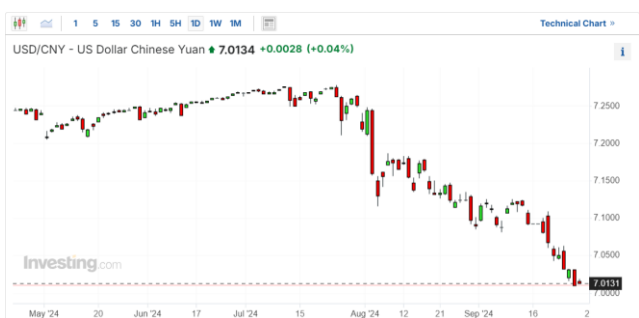 1 5 15 30 1H 5H 1D 1W 1M Technical Chart »
USD/CNY - US Dollar Chinese Yuan 7.0134 +0.0028 (+0.04%) i
7.2500
7.2000
7.1500
7.1000
7.0500
Investing.com
7.0131
7.0000
May '24 20 Jun '24 17 Jul '24 15 Aug '24 12 21 Sep '24 16 2